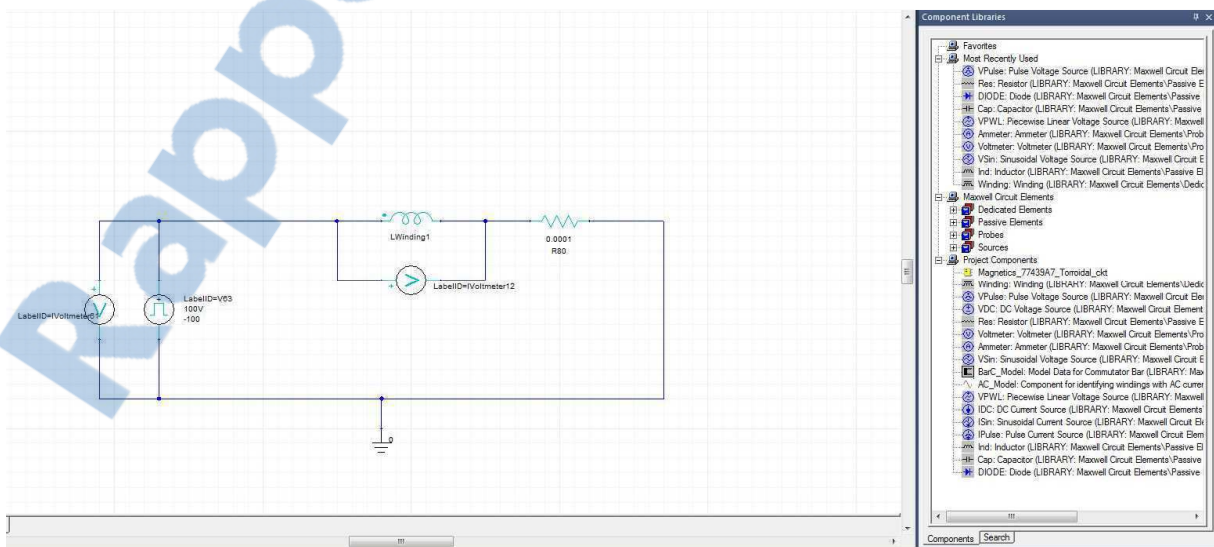 Rapp
LWinding1
0.0001
R80
LabelID=IVoltmeter12
LabelID=V63
100V
-100
LabelID=IVoltmeter61
0
Component Libraries
Favorites
Most Recently Used
VPulse: Pulse Voltage Source (LIBRARY: Maxwell Circuit Ele
Res: Resistor (LIBRARY: Maxwell Circuit Elements\Passive E
DIODE: Diode (LIBRARY: Maxwell Circuit Elements\Passive
Cap: Capacitor (LIBRARY: Maxwell Circuit Elements\Passive
VPWL: Piecewise Linear Voltage Source (LIBRARY: Maxwell
Ammeter: Ammeter (LIBRARY: Maxwell Circuit Elements\Prob
Voltmeter: Voltmeter (LIBRARY: Maxwell Circuit Elements\Pro
VSin: Sinusoidal Voltage Source (LIBRARY: Maxwell Circuit E
Ind: Inductor (LIBRARY: Maxwell Circuit Elements\Passive El
Winding: Winding (LIBRARY: Maxwell Circuit Elements\Dedic
Maxwell Circuit Elements
Dedicated Elements
Passive Elements
Probes
Sources
Project Components
Magnetics_77439A7_Torroidal_ckt
Winding: Winding (LIBRARY: Maxwell Circuit Elements\Dedic
VPulse: Pulse Voltage Source (LIBRARY: Maxwell Circuit Ele
VDC: DC Voltage Source (LIBRARY: Maxwell Circuit Element
Res: Resistor (LIBRARY: Maxwell Circuit Elements\Passive E
Voltmeter: Voltmeter (LIBRARY: Maxwell Circuit Elements\Pro
Ammeter: Ammeter (LIBRARY: Maxwell Circuit Elements\Prob
VSin: Sinusoidal Voltage Source (LIBRARY: Maxwell Circuit E
BarC_Model: Model Data for Commutator Bar (LIBRARY: Max
AC_Model: Component for identifying windings with AC currer
VPWL: Piecewise Linear Voltage Source (LIBRARY: Maxwell
IDC: DC Current Source (LIBRARY: Maxwell Circuit Elements
ISin: Sinusoidal Current Source (LIBRARY: Maxwell Circuit Ele
IPulse: Pulse Current Source (LIBRARY: Maxwell Circuit Elem
Ind: Inductor (LIBRARY: Maxwell Circuit Elements\Passive El
Cap: Capacitor (LIBRARY: Maxwell Circuit Elements\Passive
DIODE: Diode (LIBRARY: Maxwell Circuit Elements\Passive
Components Search